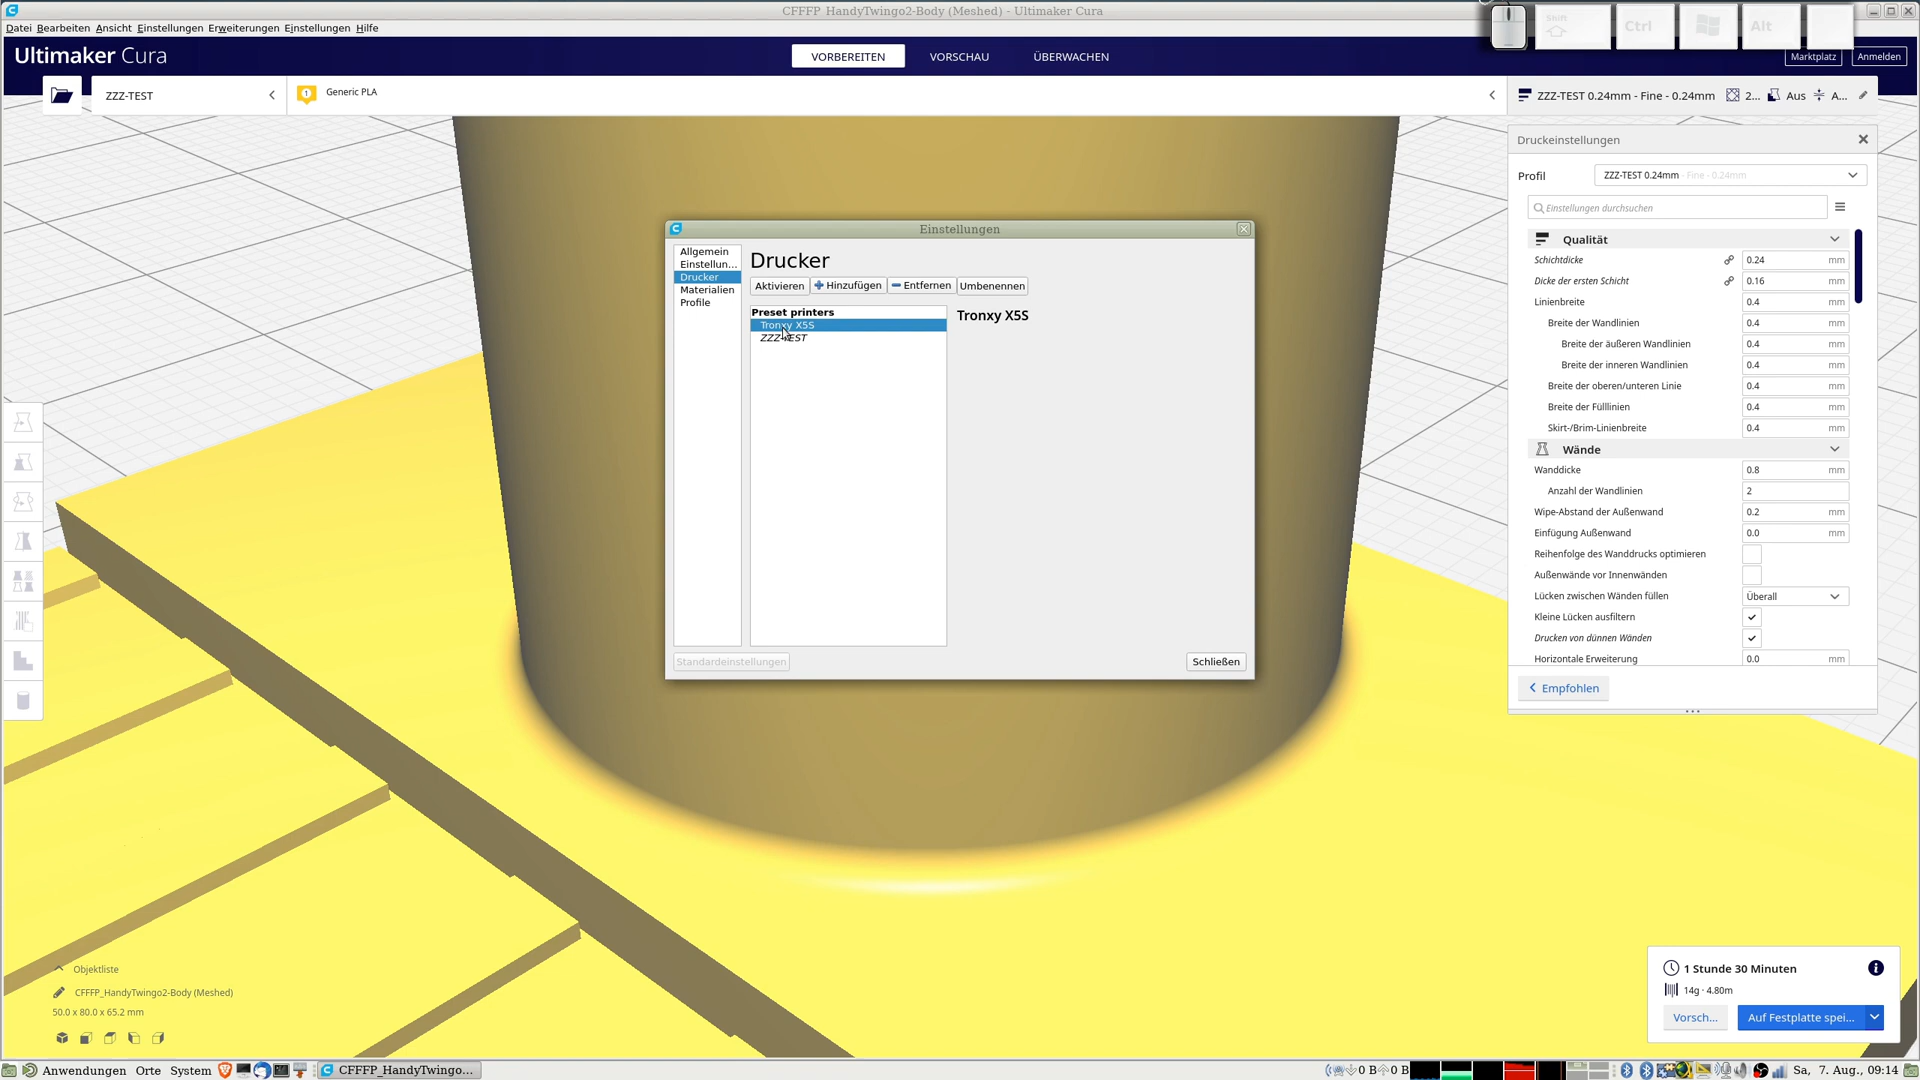 CFFFP_HandyTwingo2-Body (Meshed) - Ultimaker Cura
Datei Bearbeiten Ansicht Einstellungen Erweiterungen Einstellungen Hilfe
Shift
Ctrl
Alt
Ultimaker Cura
VORBEREITEN
VORSCHAU
ÜBERWACHEN
Marktplatz
Anmelden
ZZZ-TEST
1
Generic PLA
ZZZ-TEST 0.24mm - Fine - 0.24mm
2...
Aus
A...
Druckeinstellungen
Profil
ZZZ-TEST 0.24mm - Fine - 0.24mm
Einstellungen durchsuchen
Qualität
Schichtdicke 0.24 mm
Dicke der ersten Schicht 0.16 mm
Linienbreite 0.4 mm
Breite der Wandlinien 0.4 mm
Breite der äußeren Wandlinien 0.4 mm
Breite der inneren Wandlinien 0.4 mm
Breite der oberen/unteren Linie 0.4 mm
Breite der Fülllinien 0.4 mm
Skirt-/Brim-Linienbreite 0.4 mm
Wände
Wanddicke 0.8 mm
Anzahl der Wandlinien 2
Wipe-Abstand der Außenwand 0.2 mm
Einfügung Außenwand 0.0 mm
Reihenfolge des Wanddrucks optimieren
Außenwände vor Innenwänden
Lücken zwischen Wänden füllen Überall
Kleine Lücken ausfiltern
Drucken von dünnen Wänden
Horizontale Erweiterung 0.0 mm
Empfohlen
Einstellungen
Allgemein
Einstellun...
Drucker
Materialien
Profile
Drucker
Aktivieren
Hinzufügen
Entfernen
Umbenennen
Preset printers
Tronxy X5S
ZZZ-TEST
Tronxy X5S
Standardeinstellungen
Schließen
Objektliste
CFFFP_HandyTwingo2-Body (Meshed)
50.0 x 80.0 x 65.2 mm
1 Stunde 30 Minuten
14g · 4.80m
Vorsch...
Auf Festplatte spei...
Anwendungen Orte System
CFFFP_HandyTwingo...
0 B
0 B
Sa, 7. Aug., 09:14